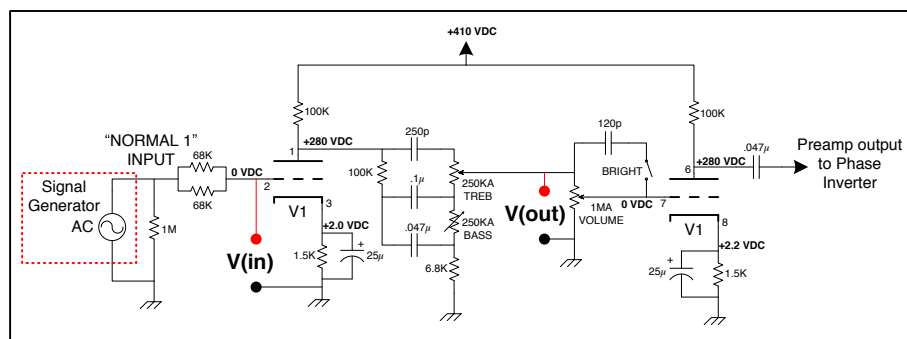 +410 VDC
100K
100K
"NORMAL 1"
INPUT
68K
68K
0 VDC
Signal
Generator
AC
1M
V(in)
1
2
3
V1
+280 VDC
+2.0 VDC
1.5K
25µ
250p
100K
.1µ
.047µ
250KA
TREB
250KA
BASS
6.8K
V(out)
120p
BRIGHT
1MA
VOLUME
0 VDC
6
7
8
V1
+280 VDC
.047µ
+2.2 VDC
25µ
1.5K
+
+
Preamp output
to Phase
Inverter